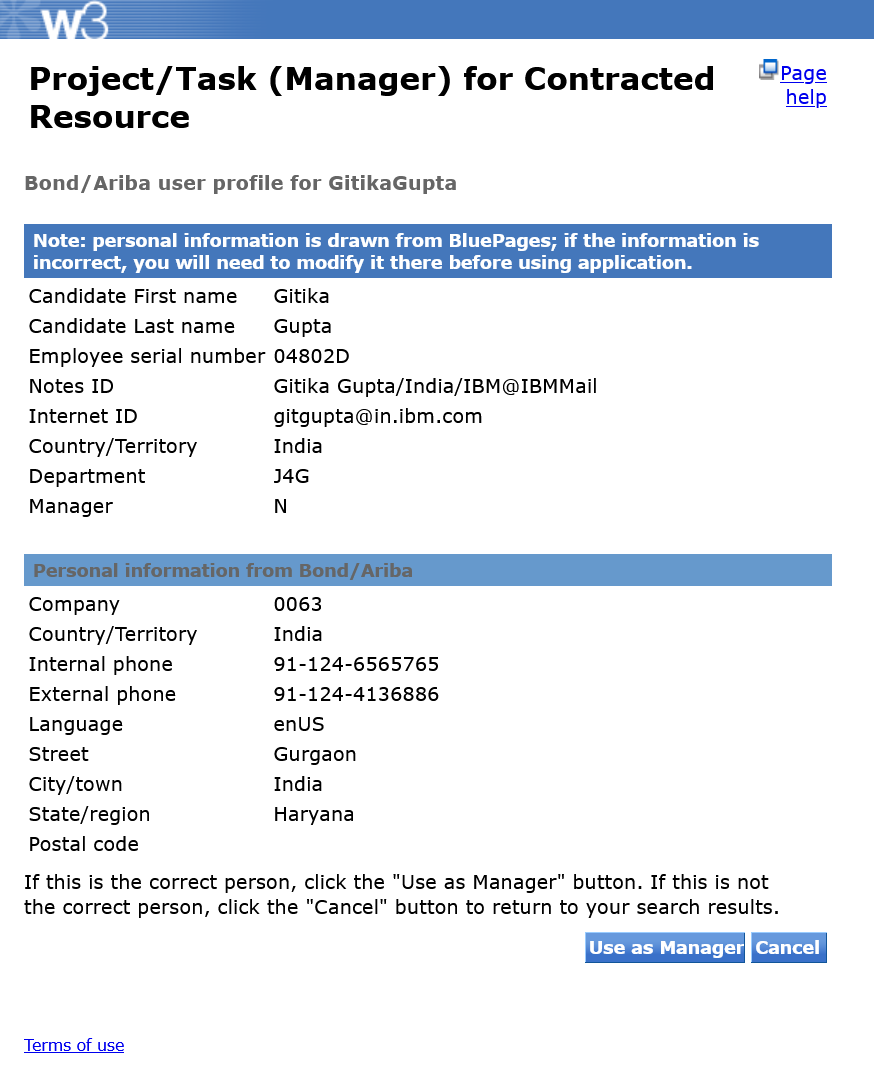 w3
Project/Task (Manager) for Contracted
Resource
Page
help
Bond/Ariba user profile for GitikaGupta
Note: personal information is drawn from BluePages; if the information is
incorrect, you will need to modify it there before using application.
Candidate First name Gitika
Candidate Last name Gupta
Employee serial number 04802D
Notes ID Gitika Gupta/India/IBM@IBMMail
Internet ID gitgupta@in.ibm.com
Country/Territory India
Department J4G
Manager N
Personal information from Bond/Ariba
Company 0063
Country/Territory India
Internal phone 91-124-6565765
External phone 91-124-4136886
Language enUS
Street Gurgaon
City/town India
State/region Haryana
Postal code
If this is the correct person, click the "Use as Manager" button. If this is not
the correct person, click the "Cancel" button to return to your search results.
Use as Manager Cancel
Terms of use